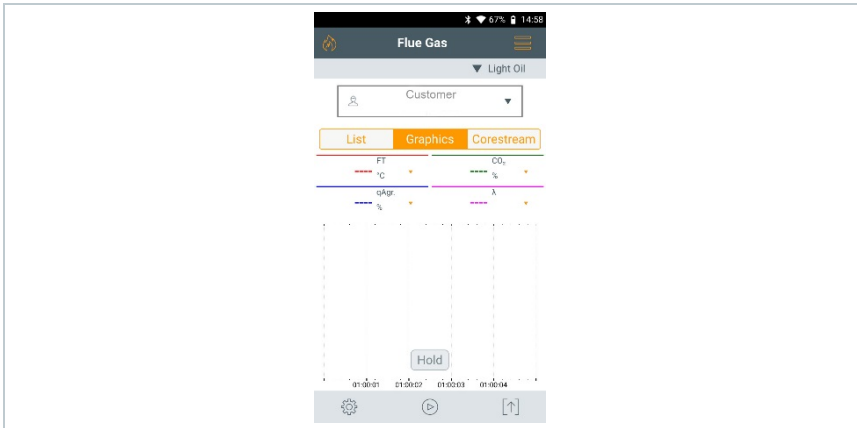 67% 14:58
Flue Gas
Light Oil
Customer
List Graphics Corestream
FT CO₂
---- °C ---- %
qAgr. λ
---- % ----
Hold
01:00:01 01:00:02 01:00:03 01:00:04